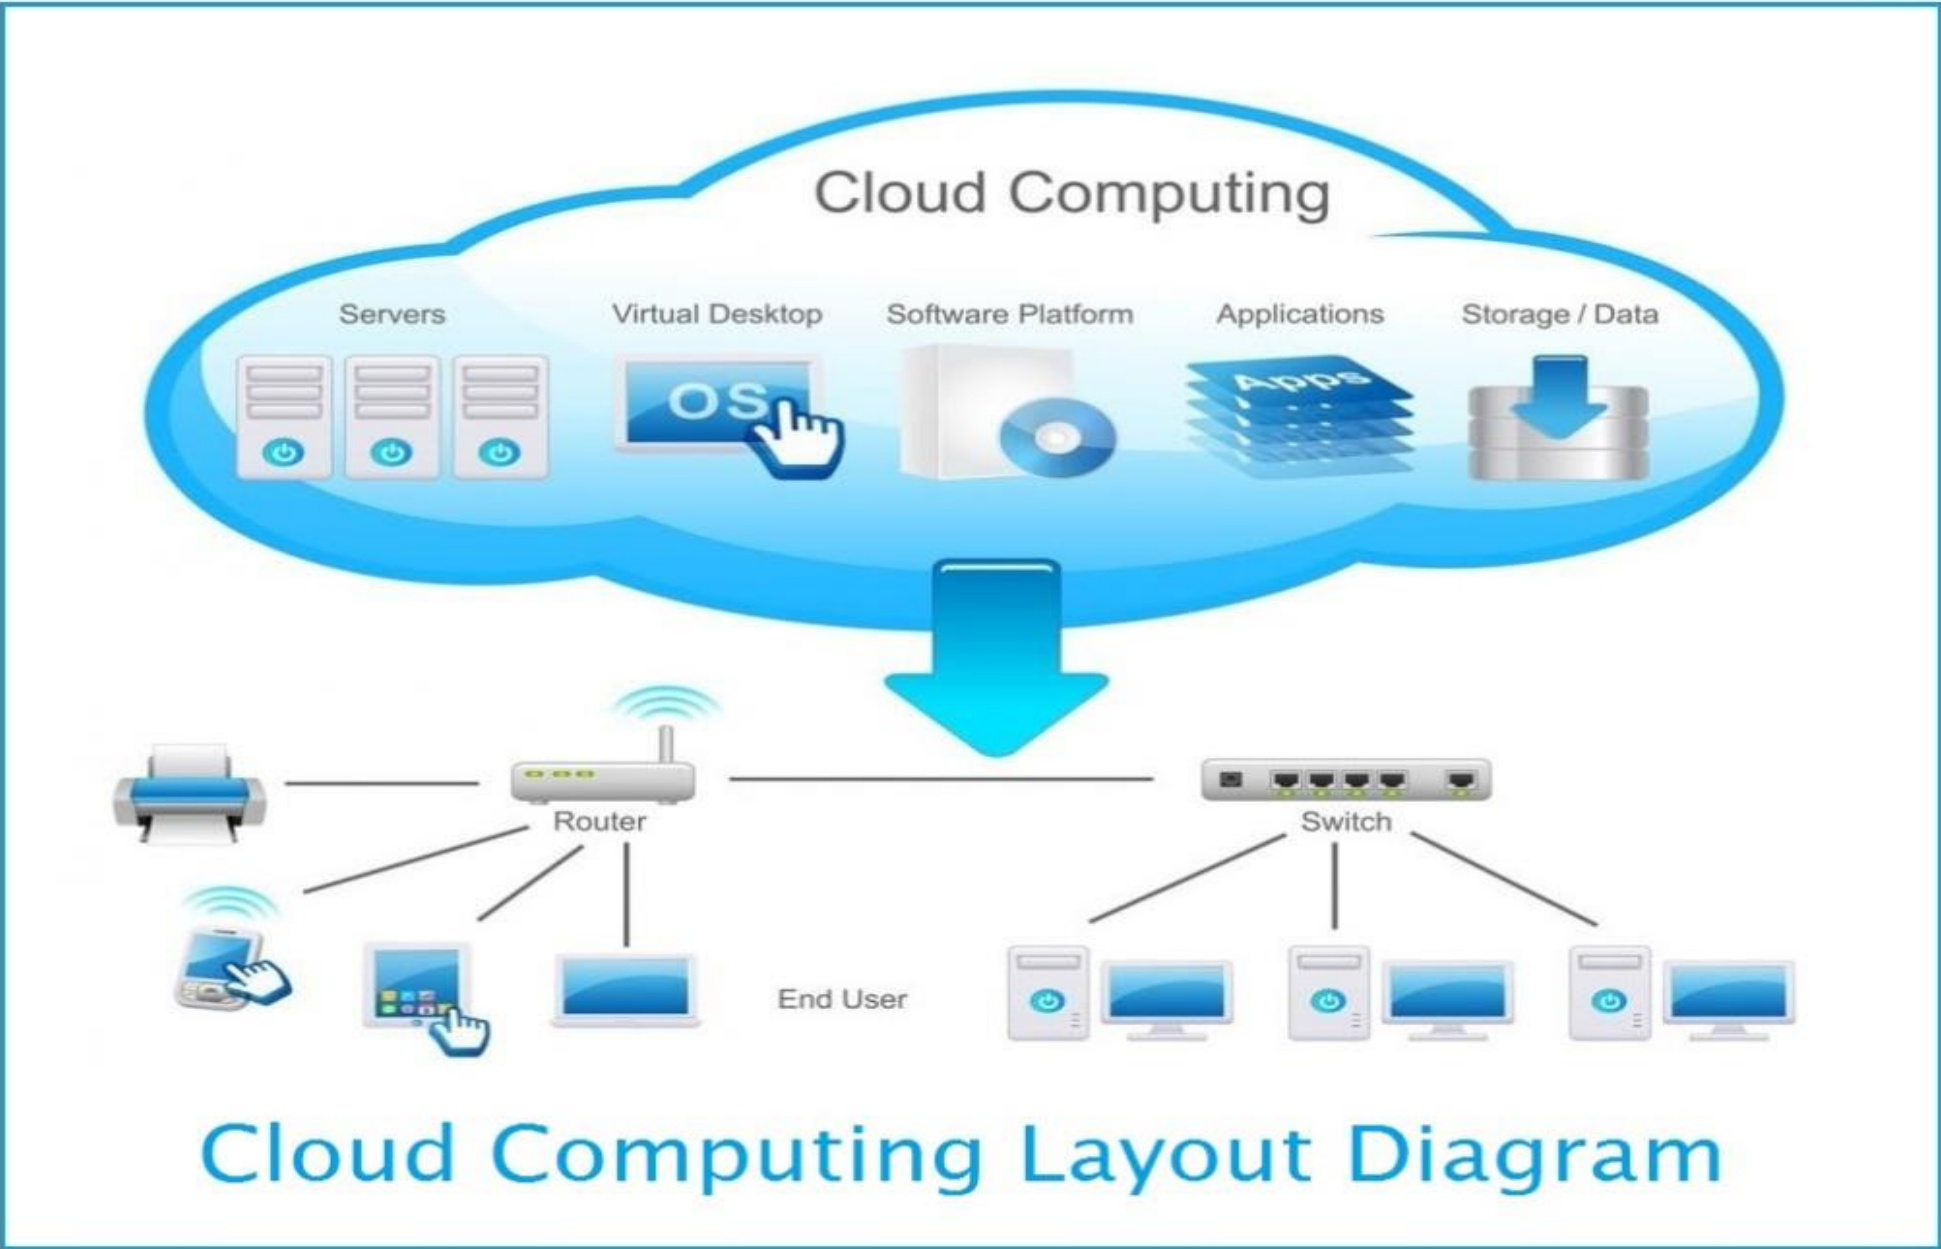 Cloud Computing
Servers
Virtual Desktop
Software Platform
Applications
Storage / Data
OS
Apps
Router
Switch
End User
Cloud Computing Layout Diagram